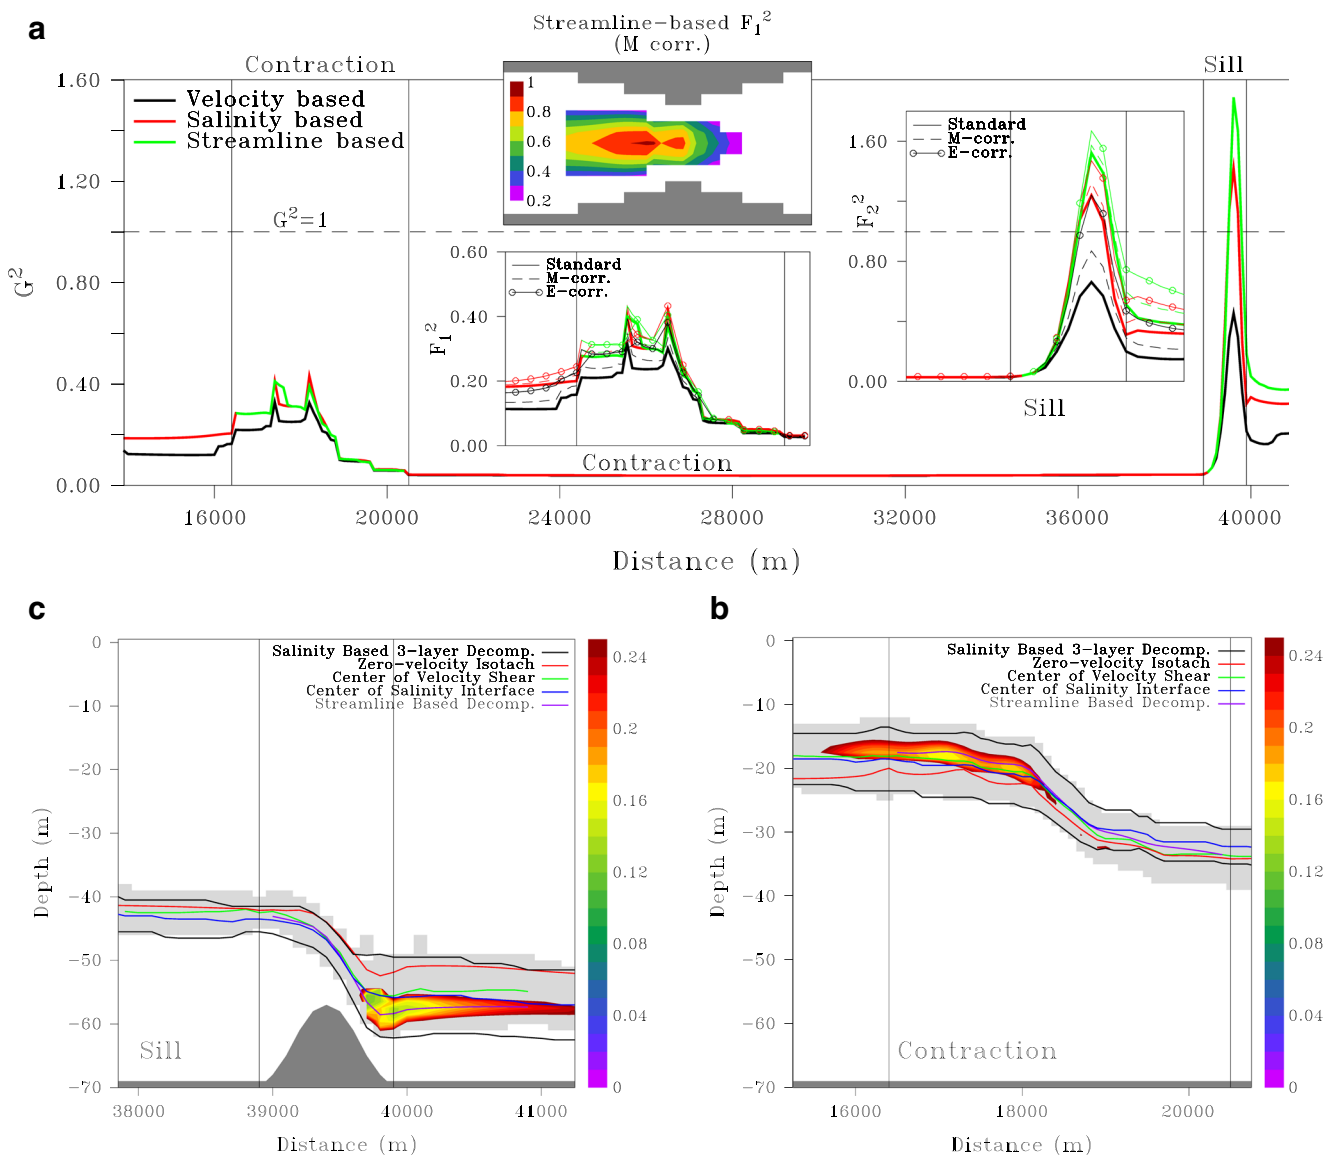 a
Streamline-based F₁²
(M corr.)
Contraction
Sill
1.60
1.20
0.80
0.40
0.00
G²
Velocity based
Salinity based
Streamline based
G²=1
1
0.8
0.6
0.4
0.2
0.60
0.40
0.20
0.00
F₁²
Standard
M-corr.
E-corr.
Contraction
1.60
0.80
0.00
F₂²
Standard
M-corr.
E-corr.
Sill
16000 20000 24000 28000 32000 36000 40000
Distance (m)
c
0
-10
-20
-30
-40
-50
-60
-70
Depth (m)
Salinity Based 3-layer Decomp.
Zero-velocity Isotach
Center of Velocity Shear
Center of Salinity Interface
Streamline Based Decomp.
Sill
38000 39000 40000 41000
Distance (m)
0.24
0.2
0.16
0.12
0.08
0.04
0
b
0
-10
-20
-30
-40
-50
-60
-70
Depth (m)
Salinity Based 3-layer Decomp.
Zero-velocity Isotach
Center of Velocity Shear
Center of Salinity Interface
Streamline Based Decomp.
Contraction
16000 18000 20000
Distance (m)
0.24
0.2
0.16
0.12
0.08
0.04
0